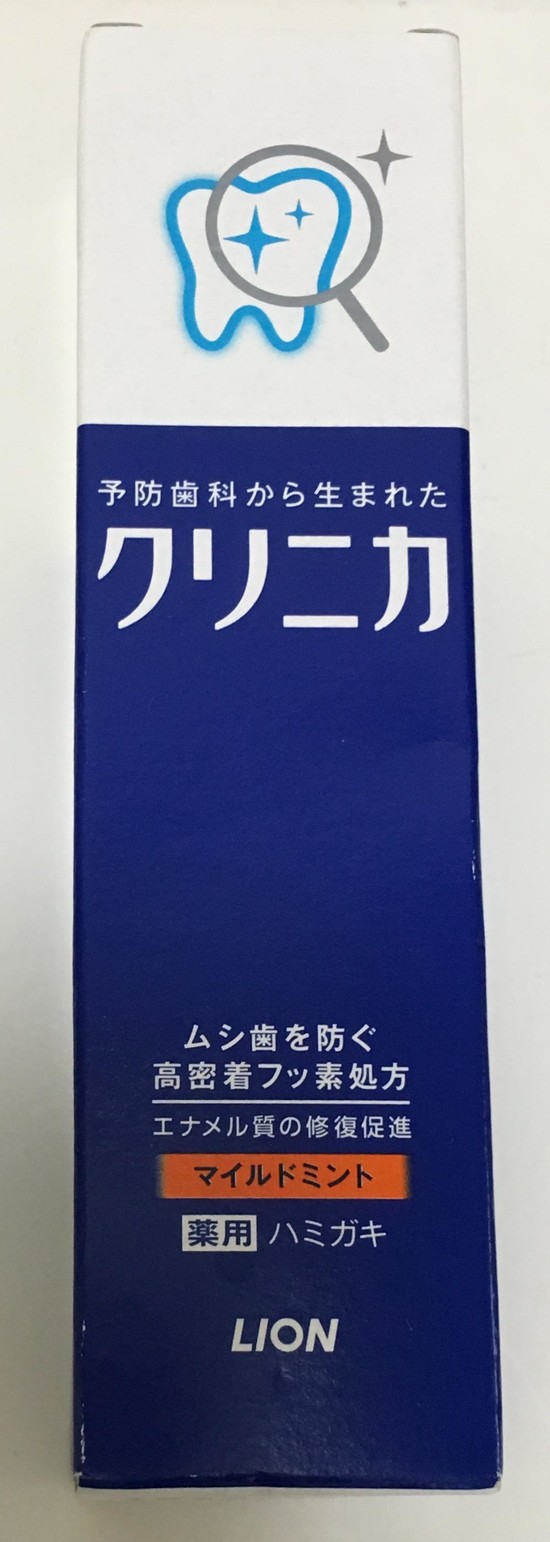 予防歯科から生まれた
クリニカ
ムシ歯を防ぐ
高密着フッ素処方
エナメル質の修復促進
マイルドミント
薬用 ハミガキ
LION